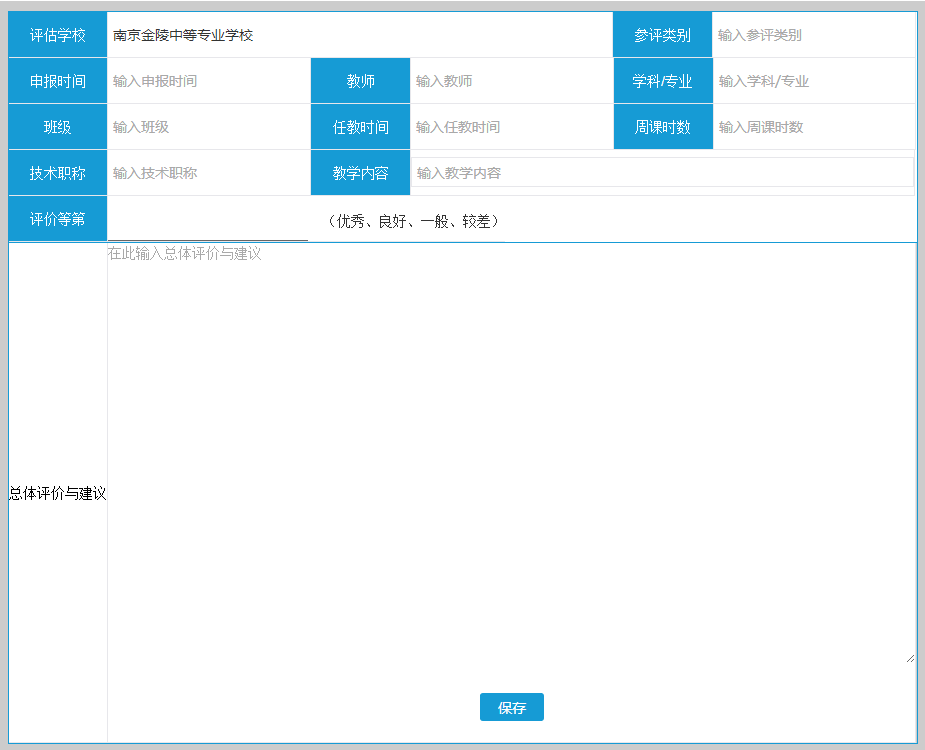 评估学校 南京金陵中等专业学校 参评类别 输入参评类别
申报时间 输入申报时间 教师 输入教师 学科/专业 输入学科/专业
班级 输入班级 任教时间 输入任教时间 周课时数 输入周课时数
技术职称 输入技术职称 教学内容 输入教学内容
评价等第 （优秀、良好、一般、较差）
在此输入总体评价与建议
总体评价与建议
保存